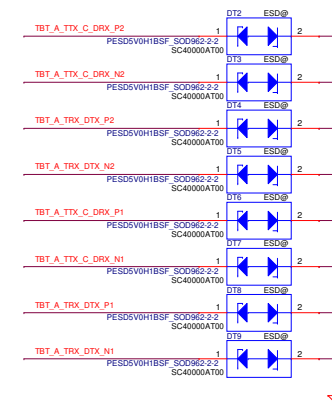 DT2 ESD@
TBT_A_TTX_C_DRX_P2 1 2
PESD5V0H1BSF_SOD962-2-2
SC40000AT00
DT3 ESD@
TBT_A_TTX_C_DRX_N2 1 2
PESD5V0H1BSF_SOD962-2-2
SC40000AT00
DT4 ESD@
TBT_A_TRX_DTX_P2 1 2
PESD5V0H1BSF_SOD962-2-2
SC40000AT00
DT5 ESD@
TBT_A_TRX_DTX_N2 1 2
PESD5V0H1BSF_SOD962-2-2
SC40000AT00
DT6 ESD@
TBT_A_TTX_C_DRX_P1 1 2
PESD5V0H1BSF_SOD962-2-2
SC40000AT00
DT7 ESD@
TBT_A_TTX_C_DRX_N1 1 2
PESD5V0H1BSF_SOD962-2-2
SC40000AT00
DT8 ESD@
TBT_A_TRX_DTX_P1 1 2
PESD5V0H1BSF_SOD962-2-2
SC40000AT00
DT9 ESD@
TBT_A_TRX_DTX_N1 1 2
PESD5V0H1BSF_SOD962-2-2
SC40000AT00